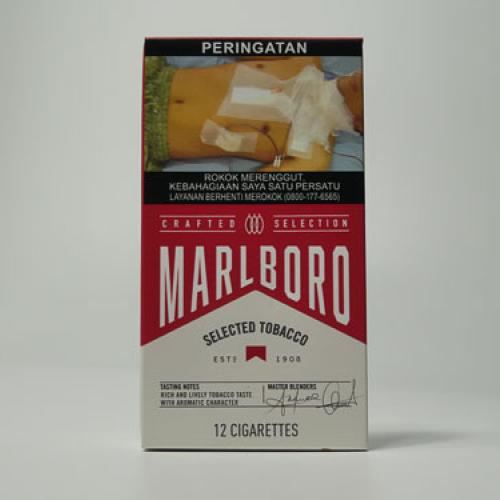 PERINGATAN
ROKOK MERENGGUT,
KEBAHAGIAAN SAYA SATU PERSATU
LAYANAN BERHENTI MEROKOK (0800-177-6565)
CRAFTED SELECTION
MARLBORO
SELECTED TOBACCO
ESTD 1908
TASTING NOTES
RICH AND LIVELY TOBACCO TASTE
WITH AROMATIC CHARACTER
MASTER BLENDERS
12 CIGARETTES